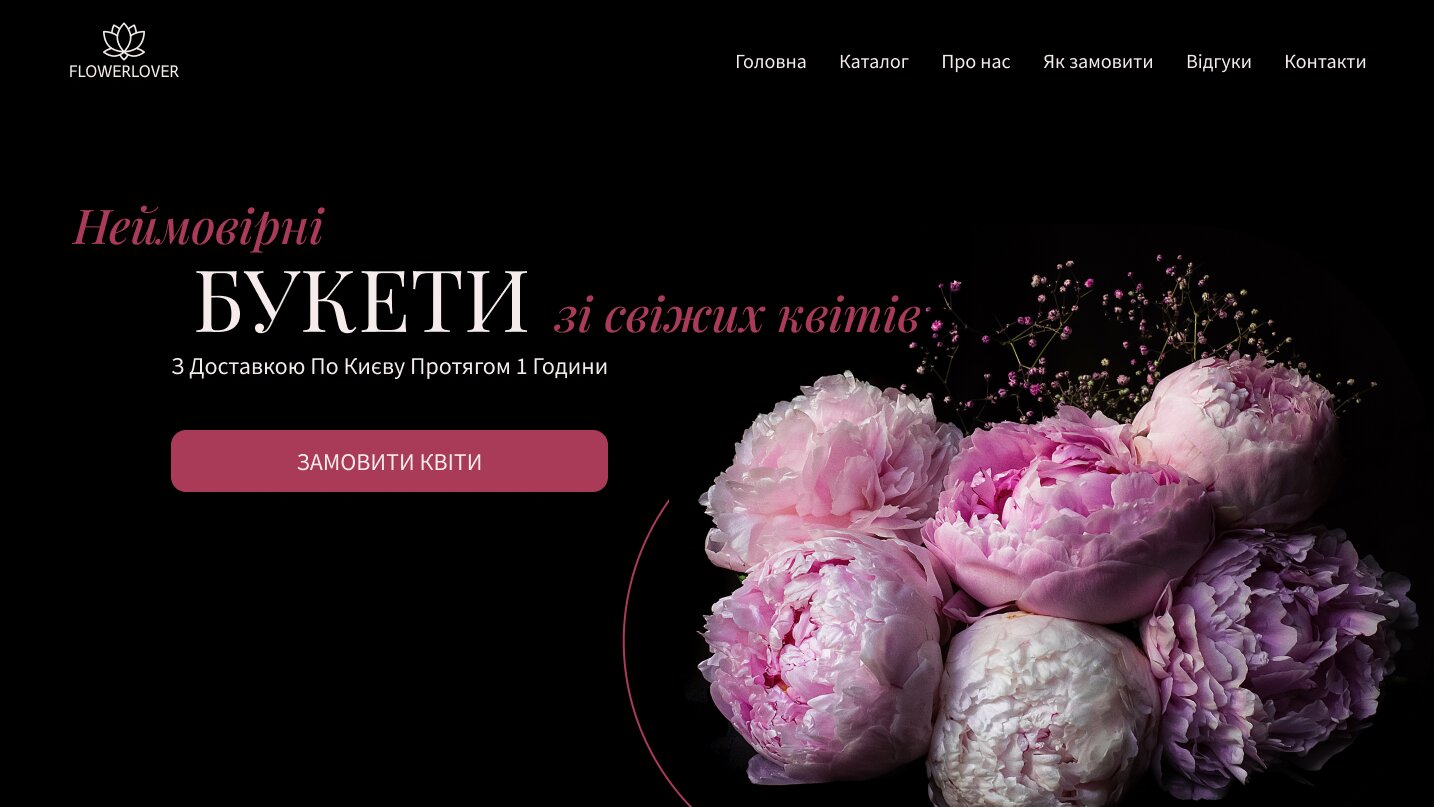 FLOWERLOVER
Головна Каталог Про нас Як замовити Відгуки Контакти
Неймовірні
БУКЕТИ зі свіжих квітів
З Доставкою По Києву Протягом 1 Години
ЗАМОВИТИ КВІТИ